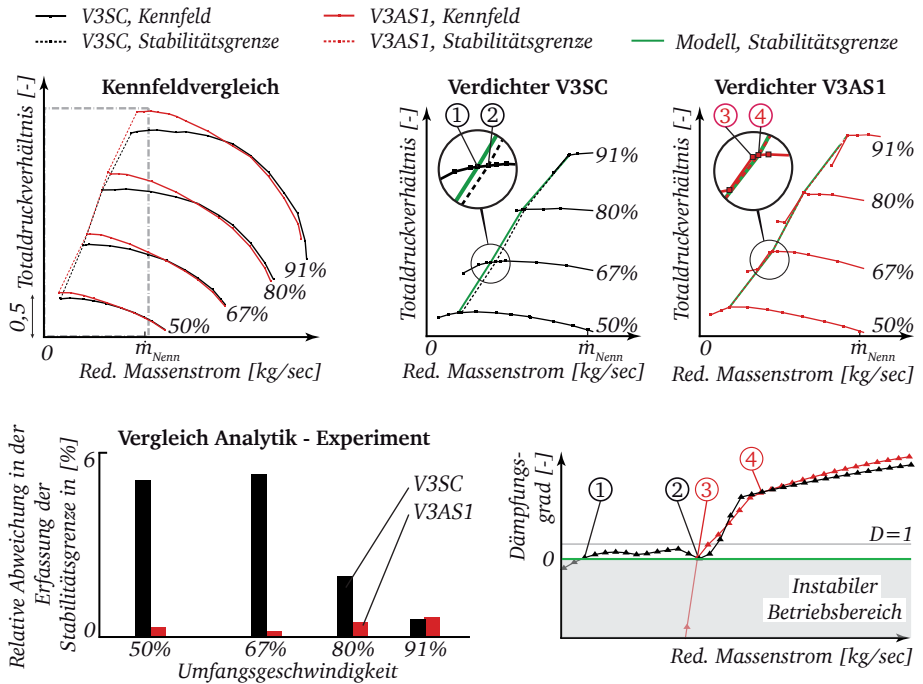 V3SC, Kennfeld
V3SC, Stabilitätsgrenze
V3AS1, Kennfeld
V3AS1, Stabilitätsgrenze
Modell, Stabilitätsgrenze
Kennfeldvergleich
Totaldruckverhältnis [-]
0,5
91%
80%
67%
50%
0
ṁNenn
Red. Massenstrom [kg/sec]
Verdichter V3SC
Totaldruckverhältnis [-]
1
2
91%
80%
67%
50%
0
ṁNenn
Red. Massenstrom [kg/sec]
Verdichter V3AS1
Totaldruckverhältnis [-]
3
4
91%
80%
67%
50%
0
ṁNenn
Red. Massenstrom [kg/sec]
Vergleich Analytik - Experiment
Relative Abweichung in der
Erfassung der
Stabilitätsgrenze in [%]
6
0
V3SC
V3AS1
50%
67%
80%
91%
Umfangsgeschwindigkeit
Dämpfungs-
grad [-]
0
1
2
3
4
D=1
Instabiler
Betriebsbereich
Red. Massenstrom [kg/sec]